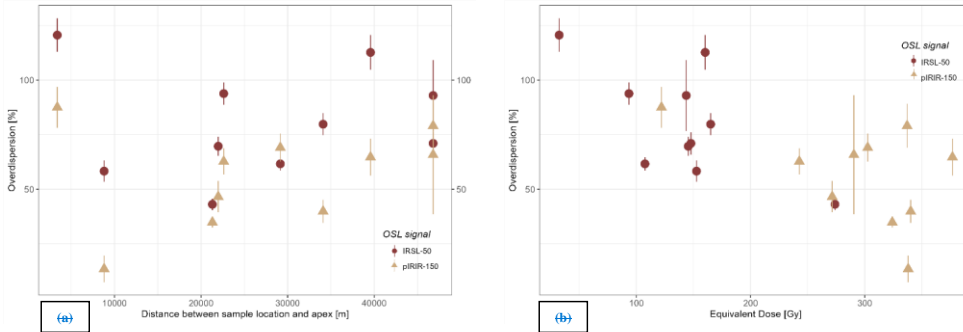 Overdispersion [%]
100
50
100
50
OSL signal
IRSL-50
pIRIR-150
10000
20000
30000
40000
Distance between sample location and apex [m]
(a)
Overdispersion [%]
100
50
OSL signal
IRSL-50
pIRIR-150
100
200
300
Equivalent Dose [Gy]
(b)